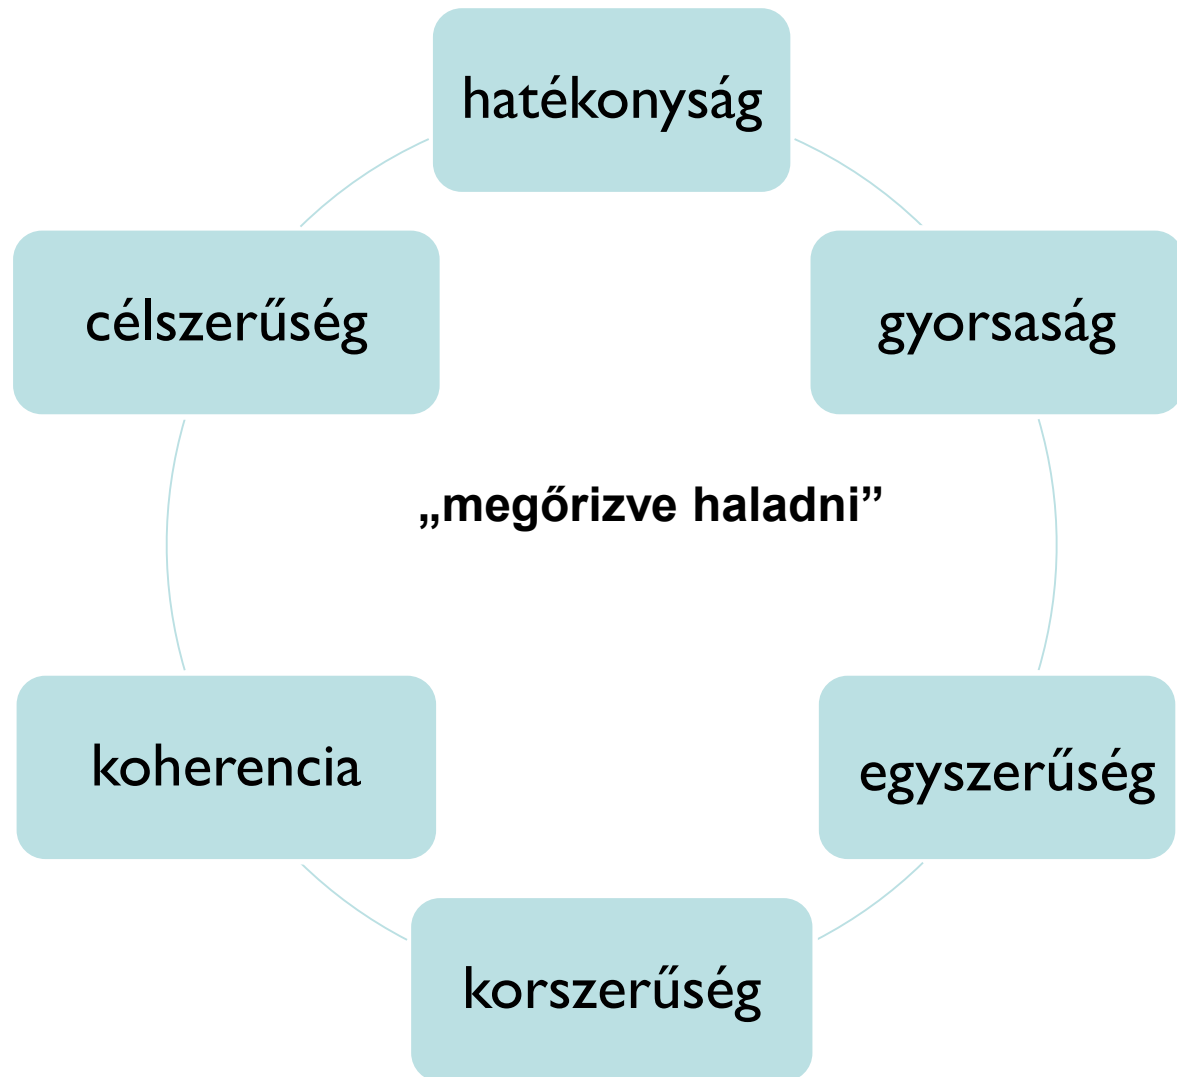 hatékonyság
célszerűség
gyorsaság
„megőrizve haladni”
koherencia
egyszerűség
korszerűség